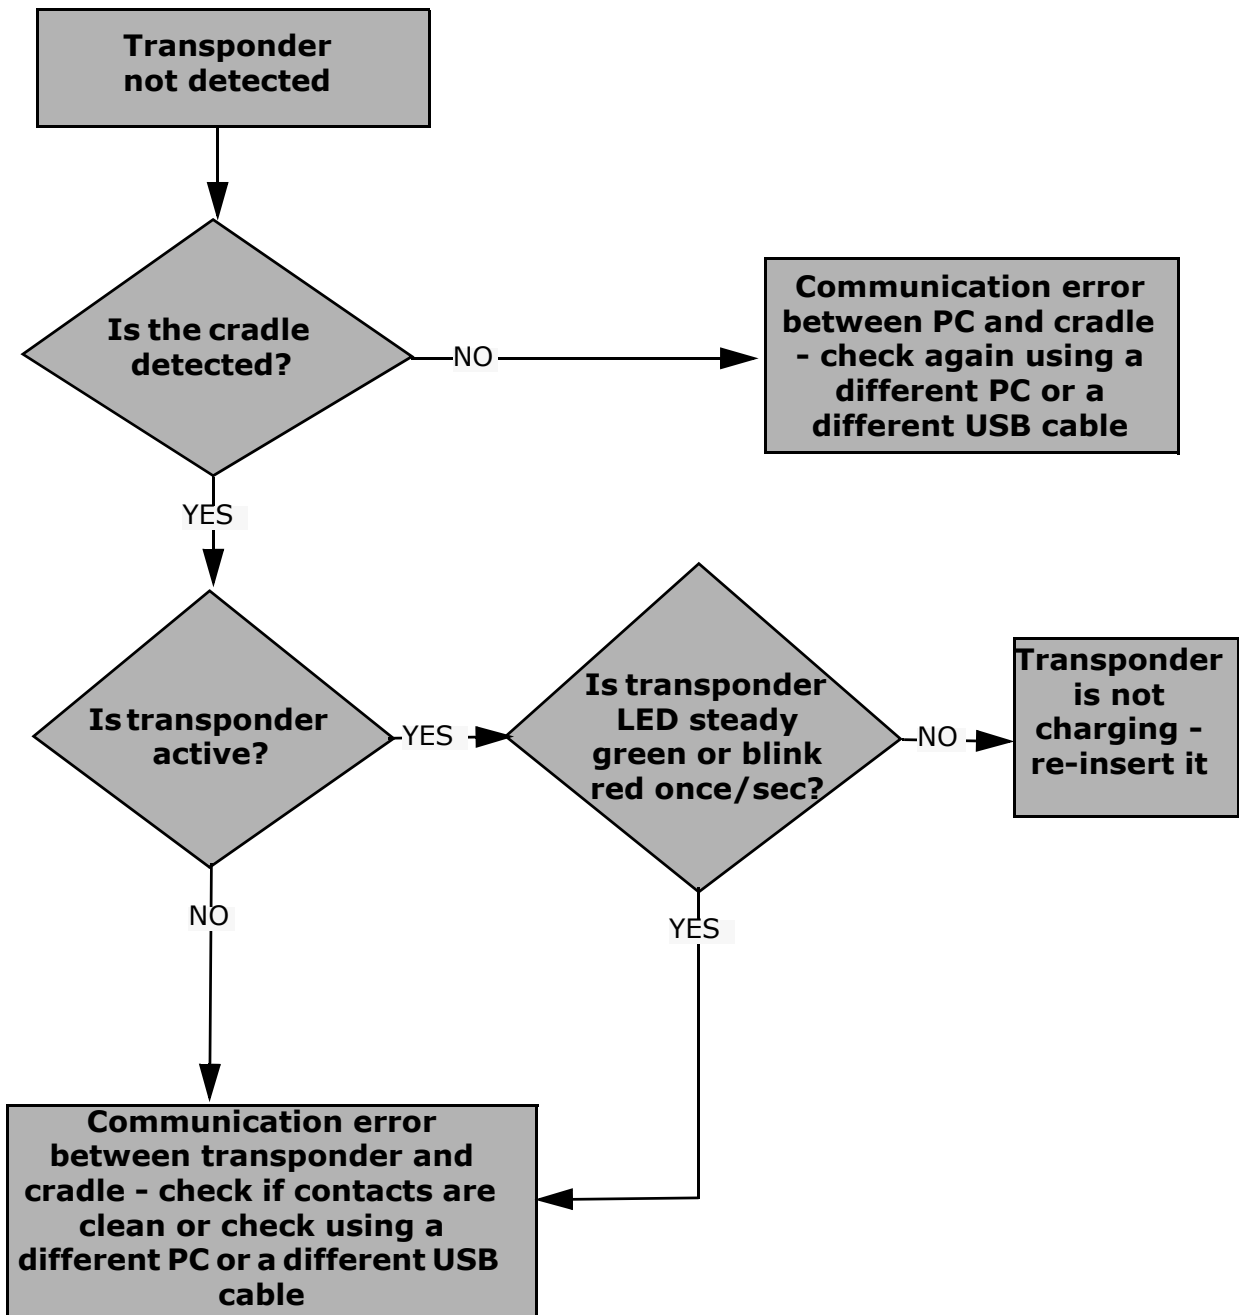 Transponder
not detected
Is the cradle
detected?
NO
Communication error
between PC and cradle
- check again using a
different PC or a
different USB cable
YES
Is transponder
active?
YES
Is transponder
LED steady
green or blink
red once/sec?
NO
Transponder
is not
charging -
re-insert it
NO
YES
Communication error
between transponder and
cradle - check if contacts are
clean or check using a
different PC or a different USB
cable